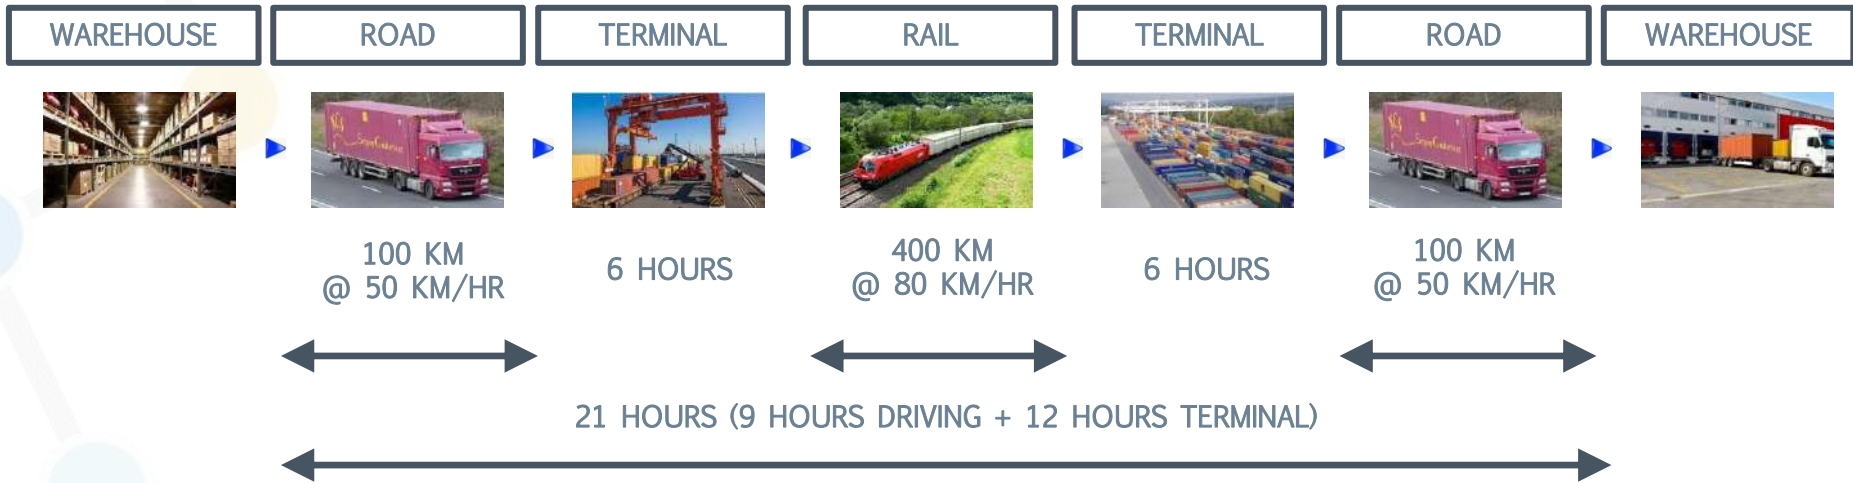 WAREHOUSE
ROAD
TERMINAL
RAIL
TERMINAL
ROAD
WAREHOUSE
100 KM
@ 50 KM/HR
6 HOURS
400 KM
@ 80 KM/HR
6 HOURS
100 KM
@ 50 KM/HR
21 HOURS (9 HOURS DRIVING + 12 HOURS TERMINAL)